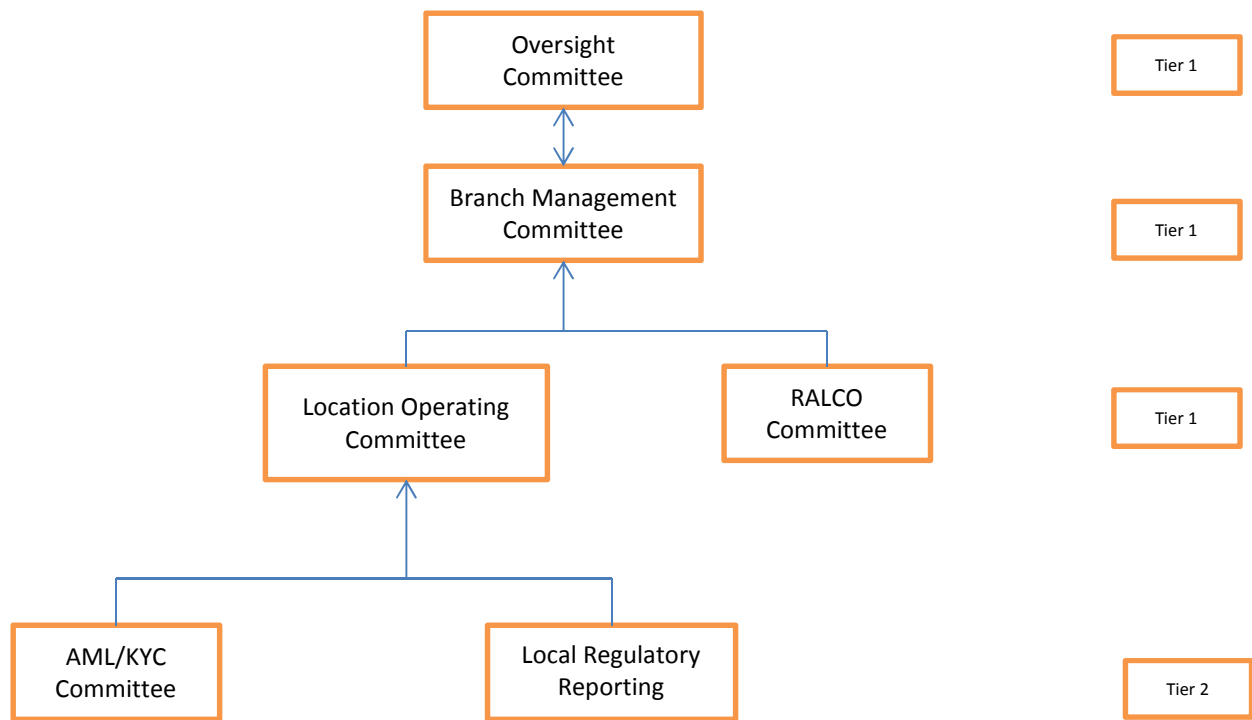 Oversight
Committee
Tier 1
Branch Management
Committee
Tier 1
Location Operating
Committee
RALCO
Committee
Tier 1
AML/KYC
Committee
Local Regulatory
Reporting
Tier 2